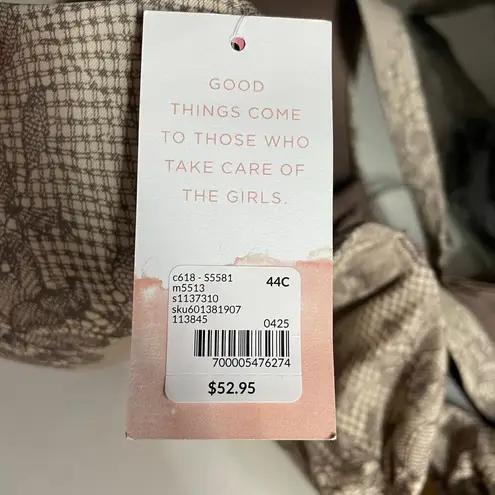 GOOD
THINGS COME
TO THOSE WHO
TAKE CARE OF
THE GIRLS.
c618 - S5581 44C
m5513
s1137310
sku601381907
113845 0425
700005476274
$52.95